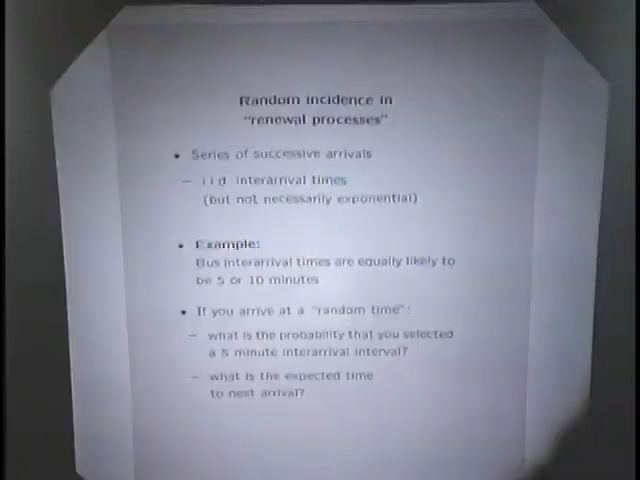 Random incidence in
"renewal processes"
• Series of successive arrivals
– i.i.d. interarrival times
(but not necessarily exponential)
• Example:
Bus interarrival times are equally likely to
be 5 or 10 minutes
• If you arrive at a "random time":
– what is the probability that you selected
a 5 minute interarrival interval?
– what is the expected time
to next arrival?